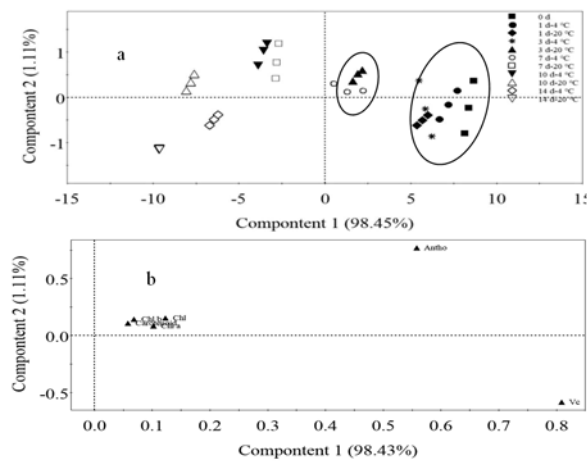 a
0 d
1 d-4 ℃
1 d-20 ℃
3 d-4 ℃
3 d-20 ℃
7 d-4 ℃
7 d-20 ℃
10 d-4 ℃
10 d-20 ℃
14 d-4 ℃
14 d-20 ℃
Compontent 2 (1.11%)
1
0
-1
-15 -10 -5 0 5 10 15
Compontent 1 (98.45%)
b
Antho
Chl b Chl
Chl a
Vc
Compontent 2 (1.11%)
0.5
0.0
-0.5
0.0 0.1 0.2 0.3 0.4 0.5 0.6 0.7 0.8
Compontent 1 (98.43%)